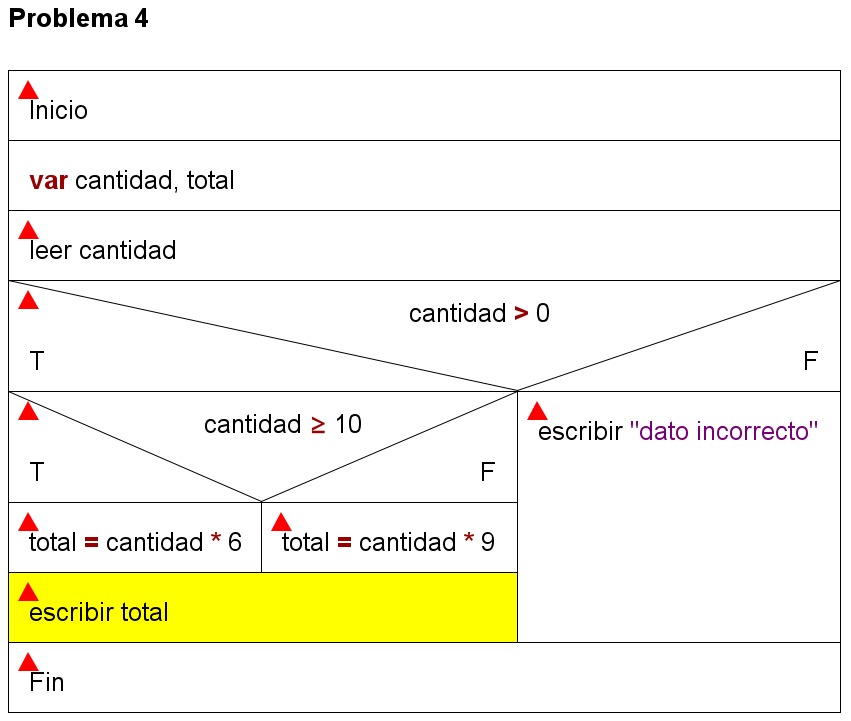 Problema 4
Inicio
var cantidad, total
leer cantidad
cantidad > 0
T
F
cantidad ≥ 10
T
F
escribir "dato incorrecto"
total = cantidad * 6
total = cantidad * 9
escribir total
Fin